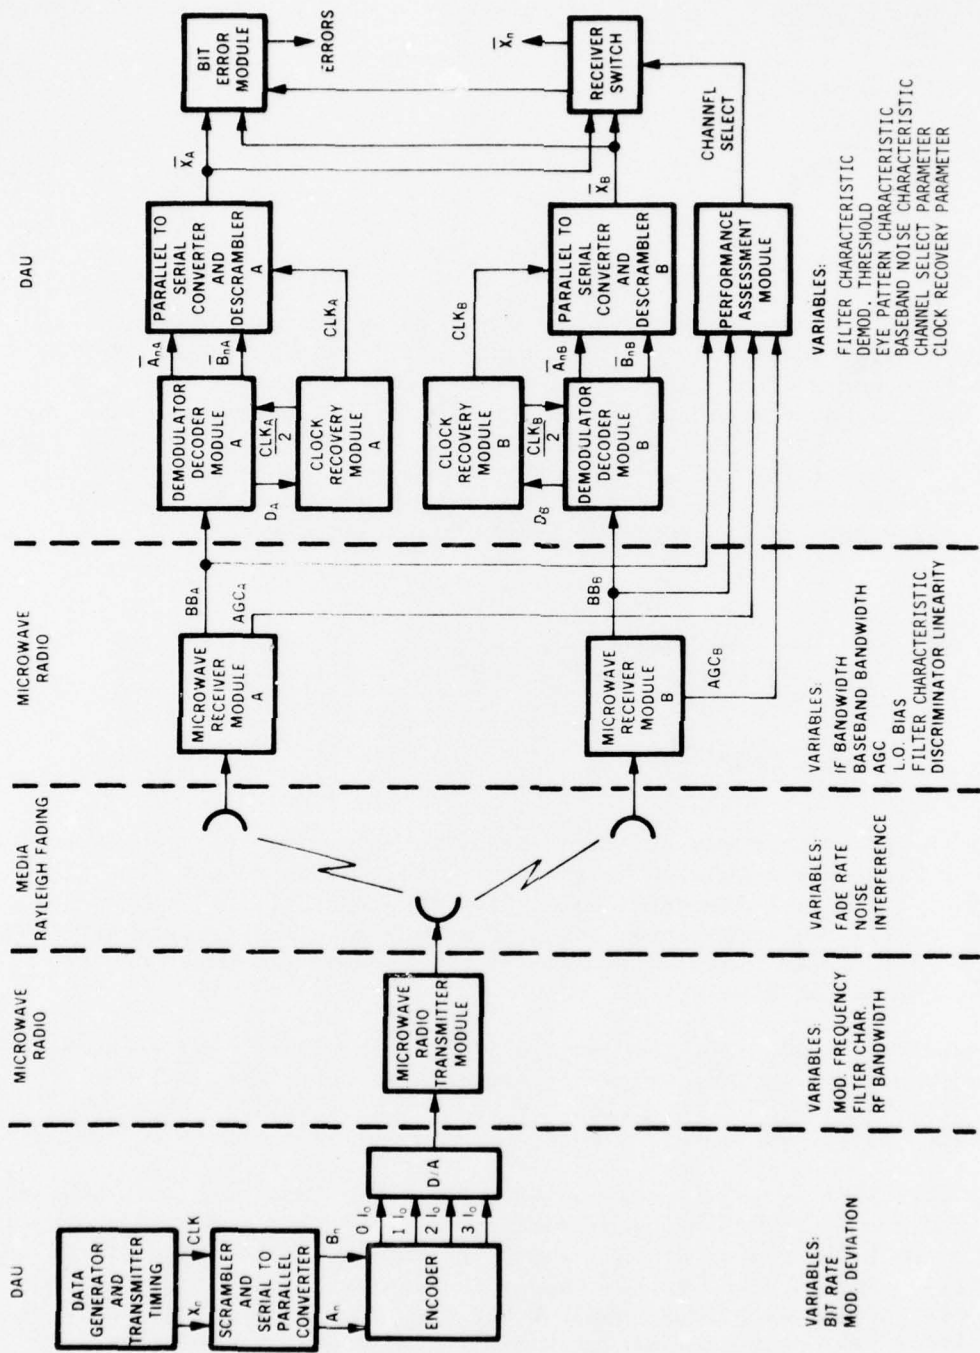 DAU
DATA
GENERATOR
AND
TRANSMITTER
TIMING
Xn
CLK
SCRAMBLER
AND
SERIAL TO
PARALLEL
CONVERTER
An
Bn
ENCODER
0 Io
1 Io
2 Io
3 Io
D/A
VARIABLES:
BIT RATE
MOD. DEVIATION
MICROWAVE
RADIO
MICROWAVE
RADIO
TRANSMITTER
MODULE
VARIABLES:
MOD. FREQUENCY
FILTER CHAR.
RF BANDWIDTH
MEDIA
RAYLEIGH FADING
VARIABLES:
FADE RATE
NOISE
INTERFERENCE
MICROWAVE
RADIO
MICROWAVE
RECEIVER
MODULE
A
BBA
AGCA
MICROWAVE
RECEIVER
MODULE
B
BBB
AGCB
VARIABLES:
IF BANDWIDTH
BASEBAND BANDWIDTH
AGC
L.O. BIAS
FILTER CHARACTERISTIC
DISCRIMINATOR LINEARITY
DAU
DEMODULATOR
DECODER
MODULE
A
DA
CLKA
2
CLOCK
RECOVERY
MODULE
A
AnA
BnA
CLKA
PARALLEL TO
SERIAL
CONVERTER
AND
DESCRAMBLER
A
XA
BIT
ERROR
MODULE
ERRORS
CLOCK
RECOVERY
MODULE
B
DB
CLKB
2
DEMODULATOR
DECODER
MODULE
B
CLKB
AnB
BnB
PARALLEL TO
SERIAL
CONVERTER
AND
DESCRAMBLER
B
XB
Xn
RECEIVER
SWITCH
PERFORMANCE
ASSESSMENT
MODULE
CHANNFL
SELECT
VARIABLES:
FILTER CHARACTERISTIC
DEMOD. THRESHOLD
EYE PATTERN CHARACTERISTIC
BASEBAND NOISE CHARACTERISTIC
CHANNEL SELECT PARAMETER
CLOCK RECOVERY PARAMETER